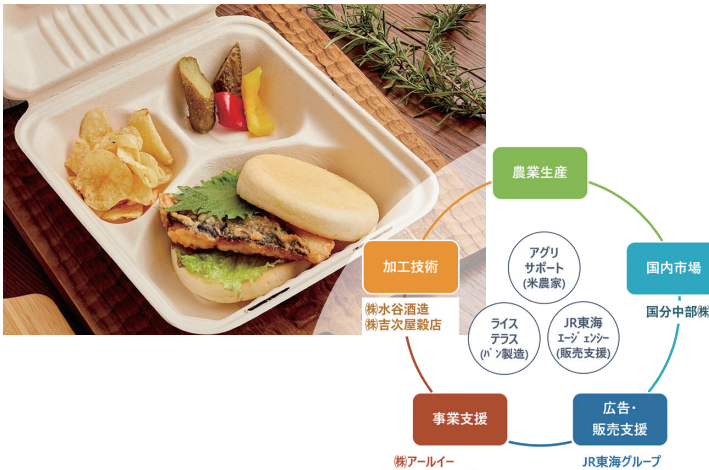 農業生産
加工技術
㈱水谷酒造
㈱吉次屋穀店
国内市場
国分中部㈱
アグリ
サポート
(米農家)
ライス
テラス
(パン製造)
JR東海
エージェンシー
(販売支援)
事業支援
㈱アールイー
広告・
販売支援
JR東海グループ